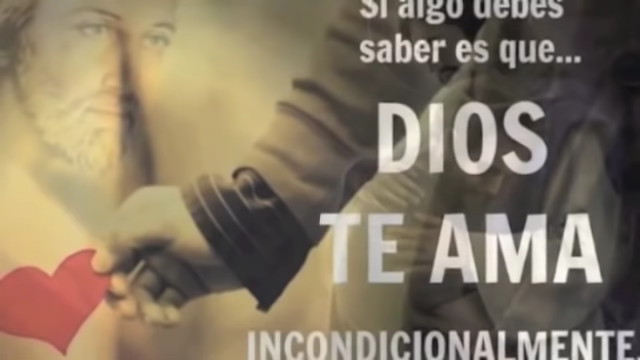 Si algo debes
saber es que...
DIOS
TE AMA
INCONDICIONALMENTE